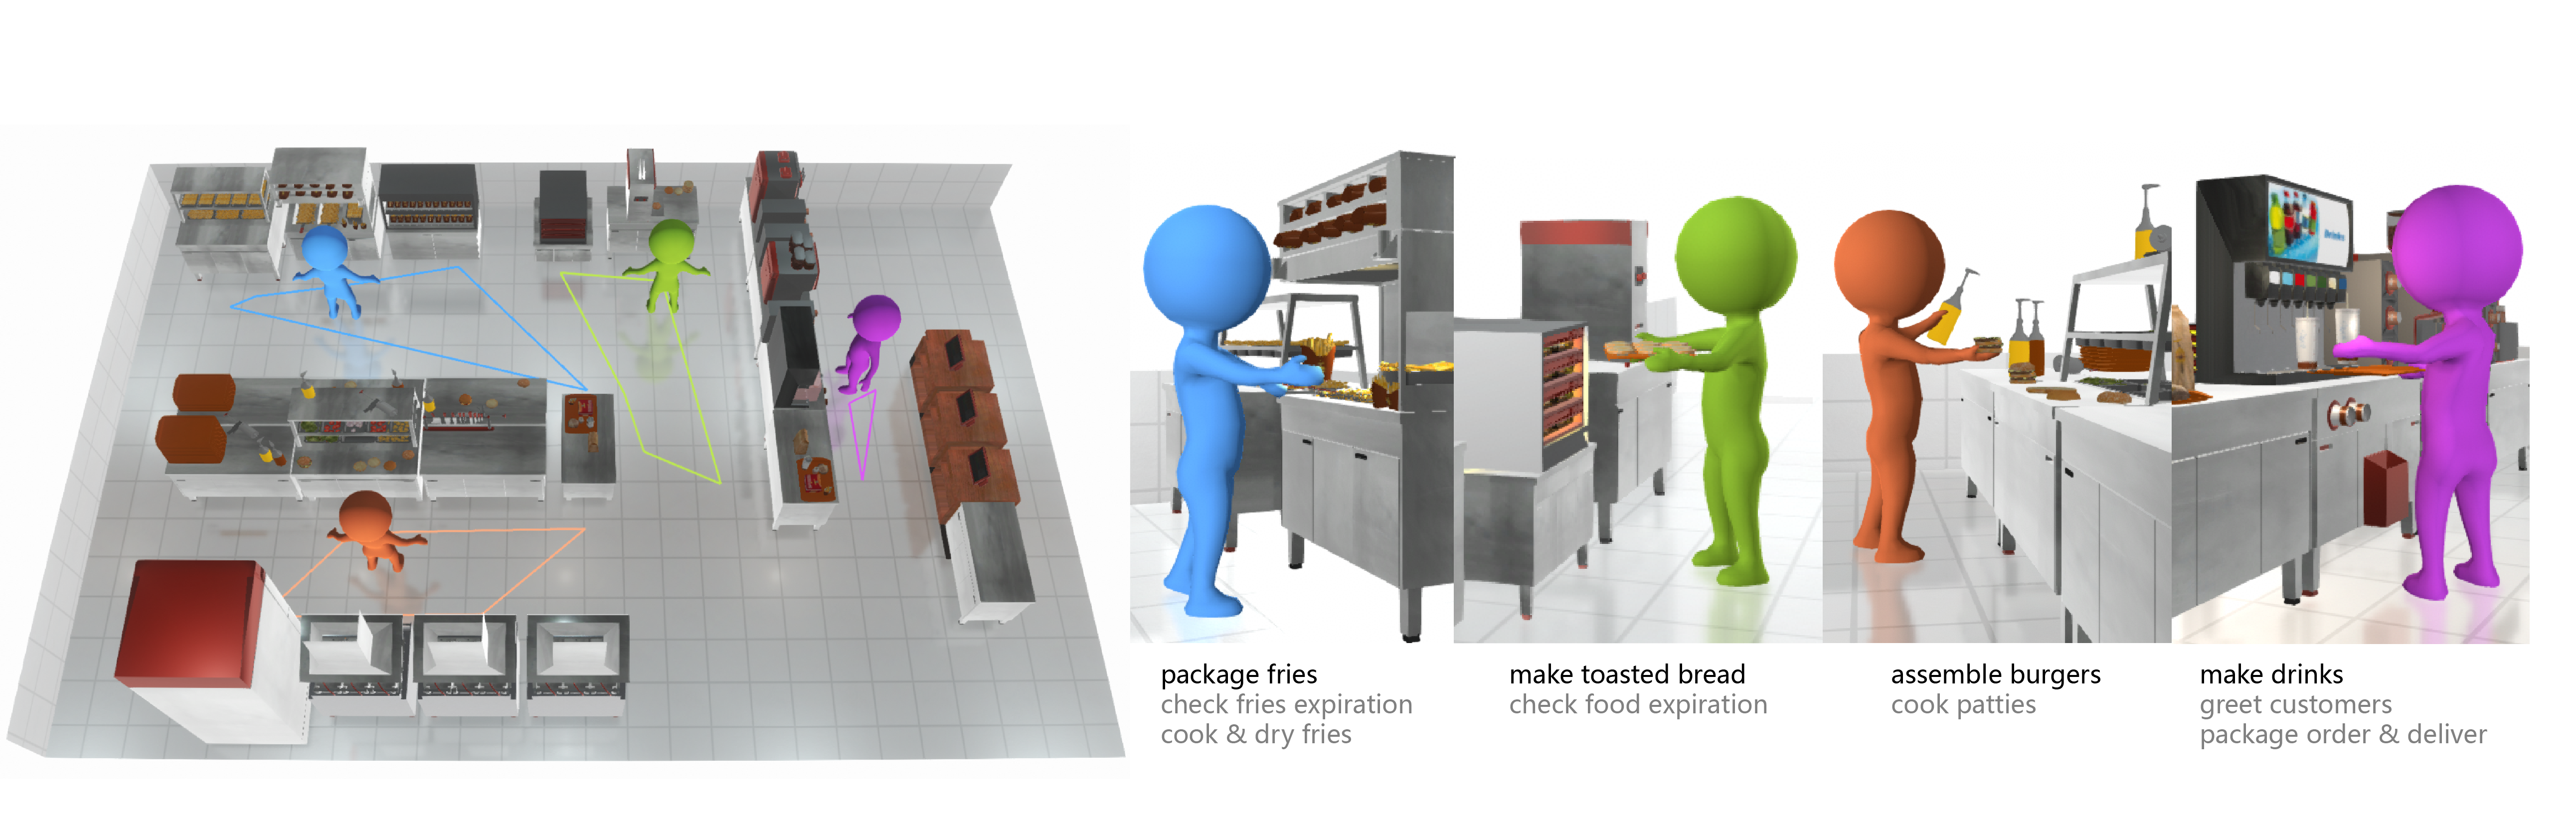 package fries
check fries expiration
cook & dry fries
make toasted bread
check food expiration
assemble burgers
cook patties
make drinks
greet customers
package order & deliver